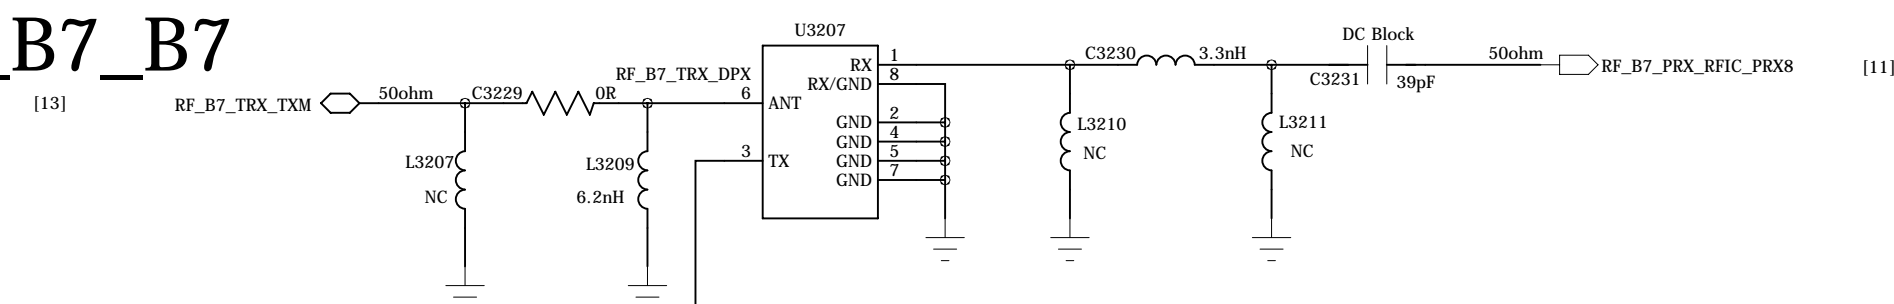 _B7_B7
[13]
RF_B7_TRX_TXM
50ohm
C3229
0R
RF_B7_TRX_DPX
L3207
NC
L3209
6.2nH
U3207
6
ANT
3
TX
RX
1
RX/GND
8
GND
2
GND
4
GND
5
GND
7
C3230
3.3nH
L3210
NC
L3211
NC
DC Block
C3231
39pF
50ohm
RF_B7_PRX_RFIC_PRX8
[11]